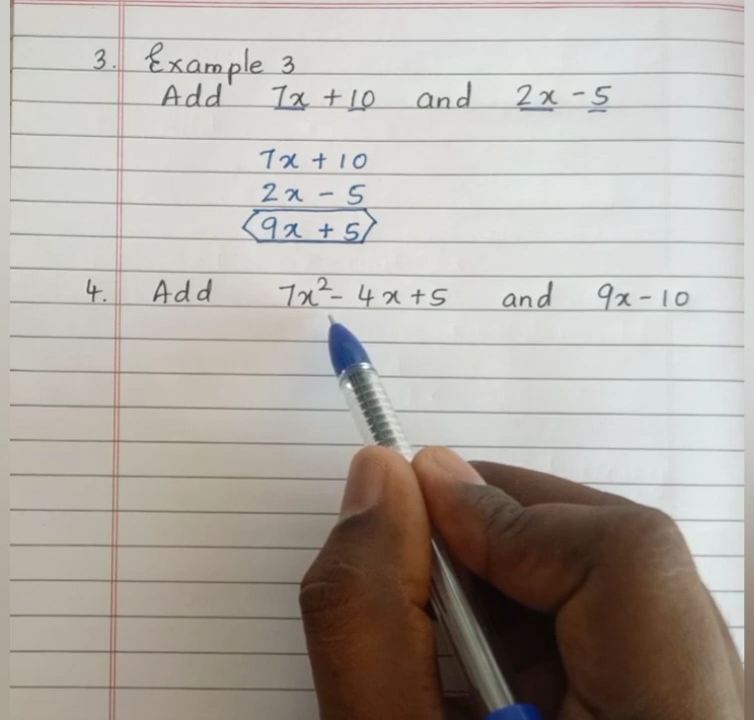 3. Example 3
Add 7x + 10 and 2x - 5
7x + 10
2x - 5
9x + 5
4. Add 7x² - 4x + 5 and 9x - 10